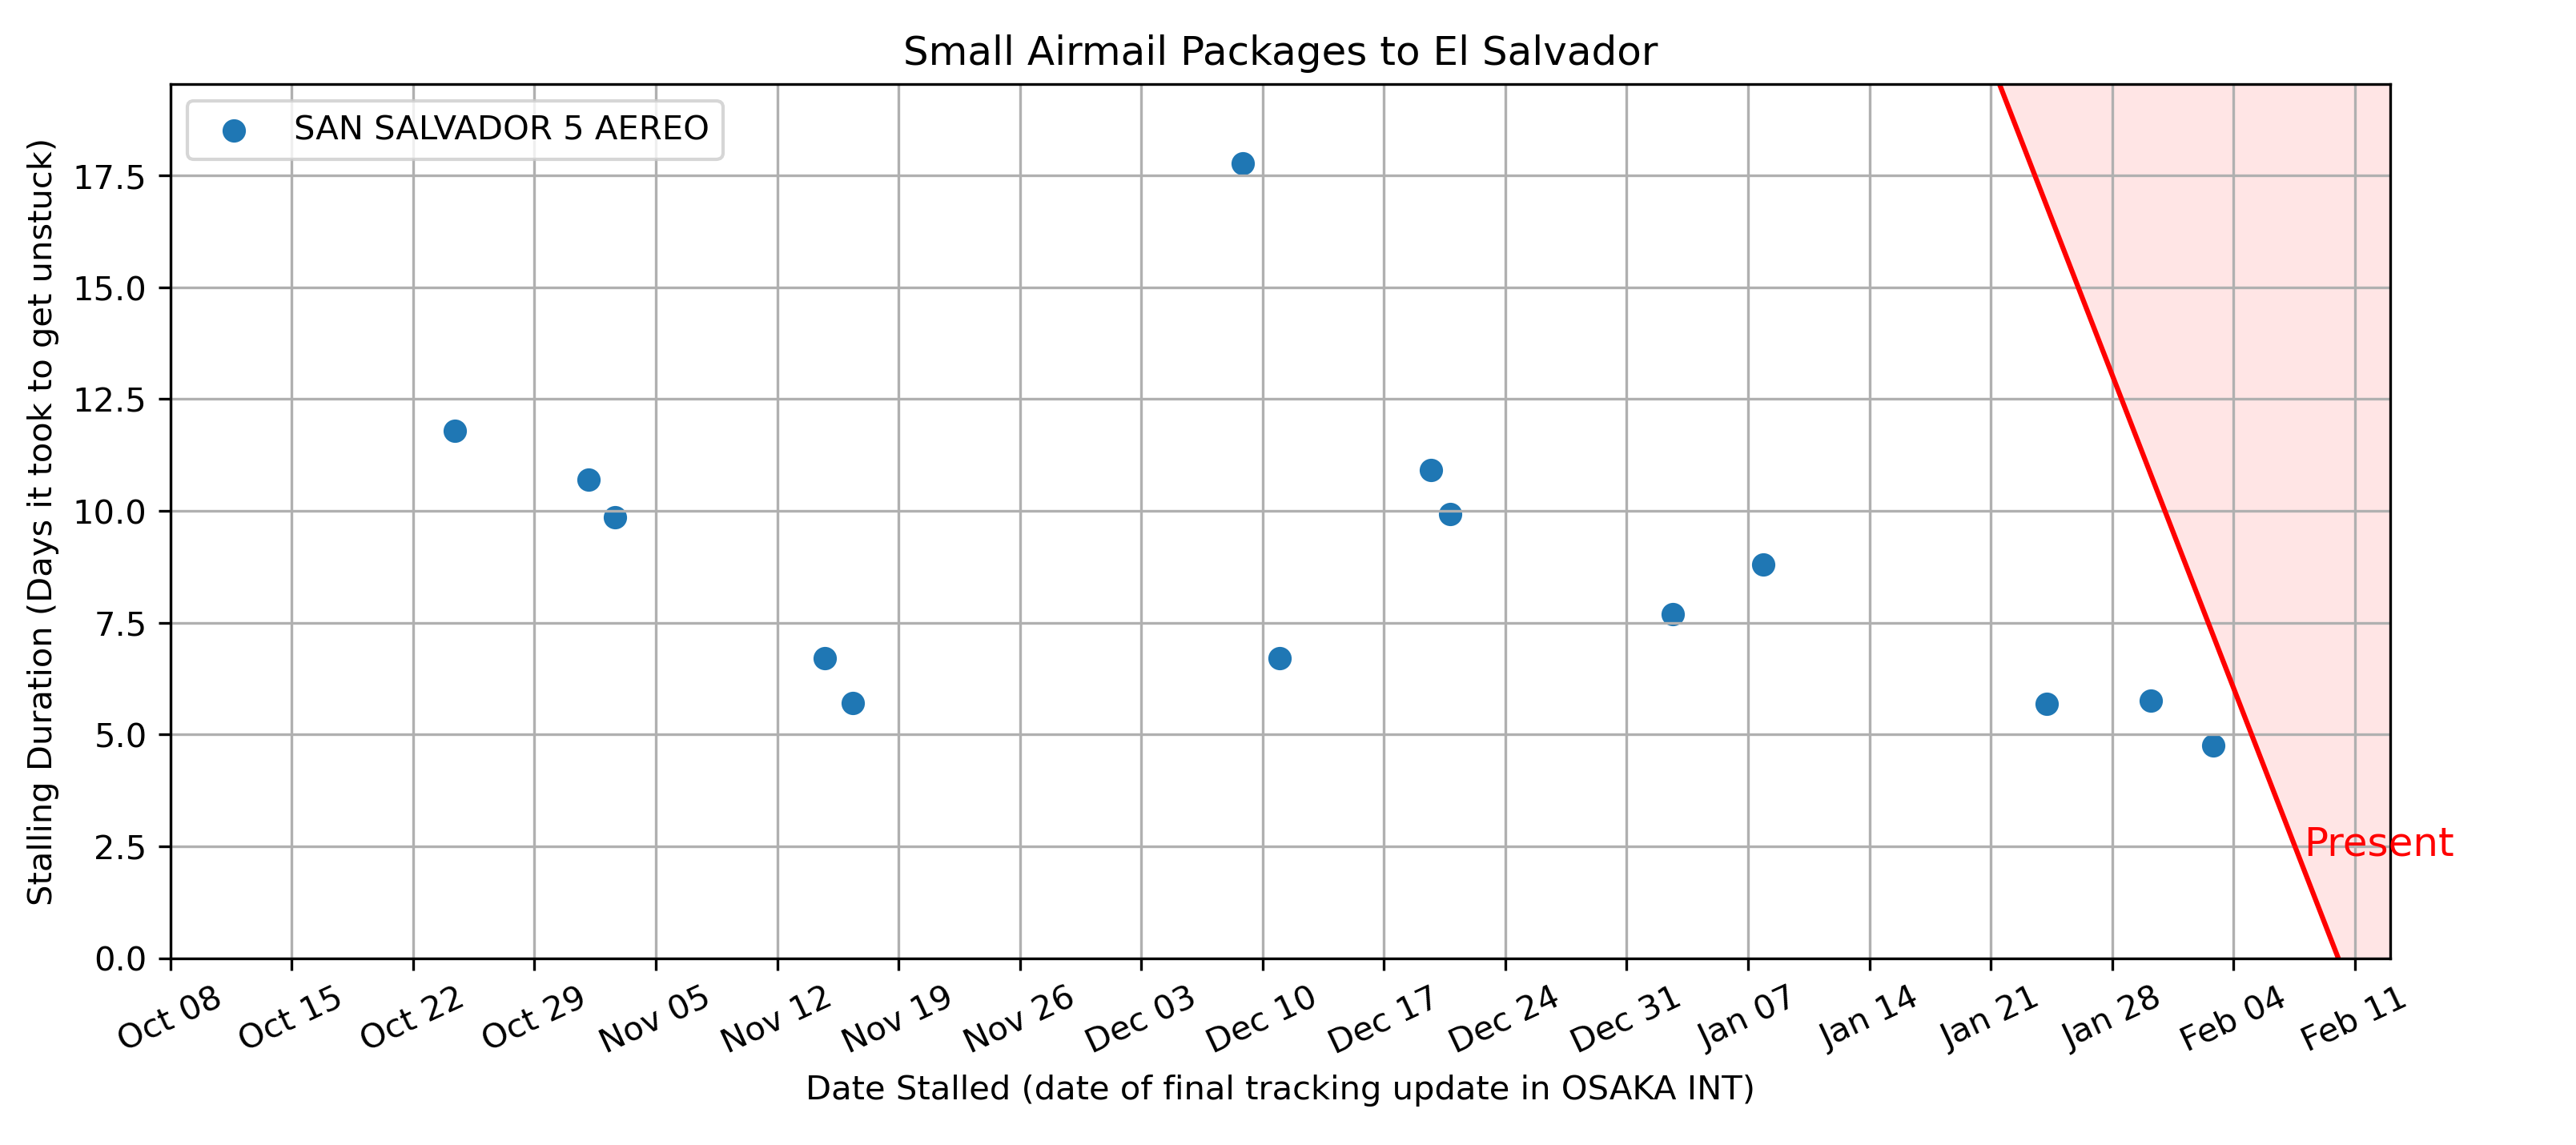 Small Airmail Packages to El Salvador
SAN SALVADOR 5 AEREO
Stalling Duration (Days it took to get unstuck)
17.5
15.0
12.5
10.0
7.5
5.0
2.5
0.0
Present
Oct 08 Oct 15 Oct 22 Oct 29 Nov 05 Nov 12 Nov 19 Nov 26 Dec 03 Dec 10 Dec 17 Dec 24 Dec 31 Jan 07 Jan 14 Jan 21 Jan 28 Feb 04 Feb 11
Date Stalled (date of final tracking update in OSAKA INT)